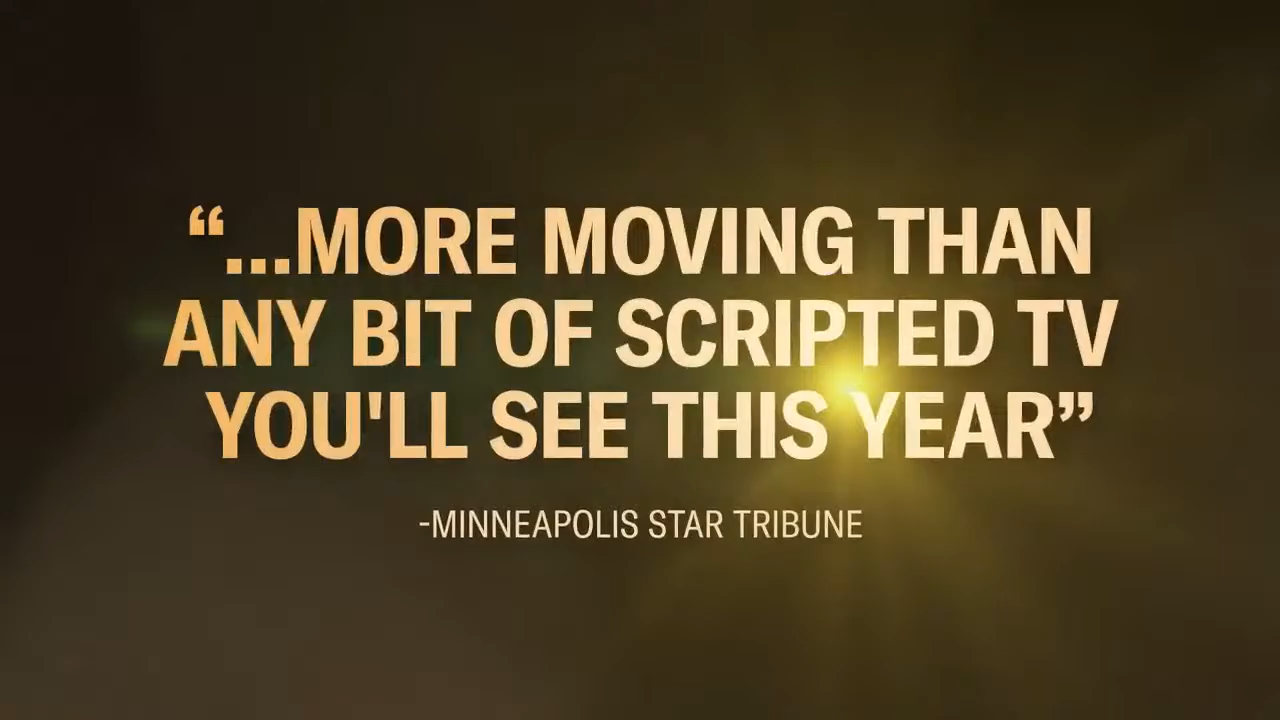 “...MORE MOVING THAN
ANY BIT OF SCRIPTED TV
YOU'LL SEE THIS YEAR”
-MINNEAPOLIS STAR TRIBUNE